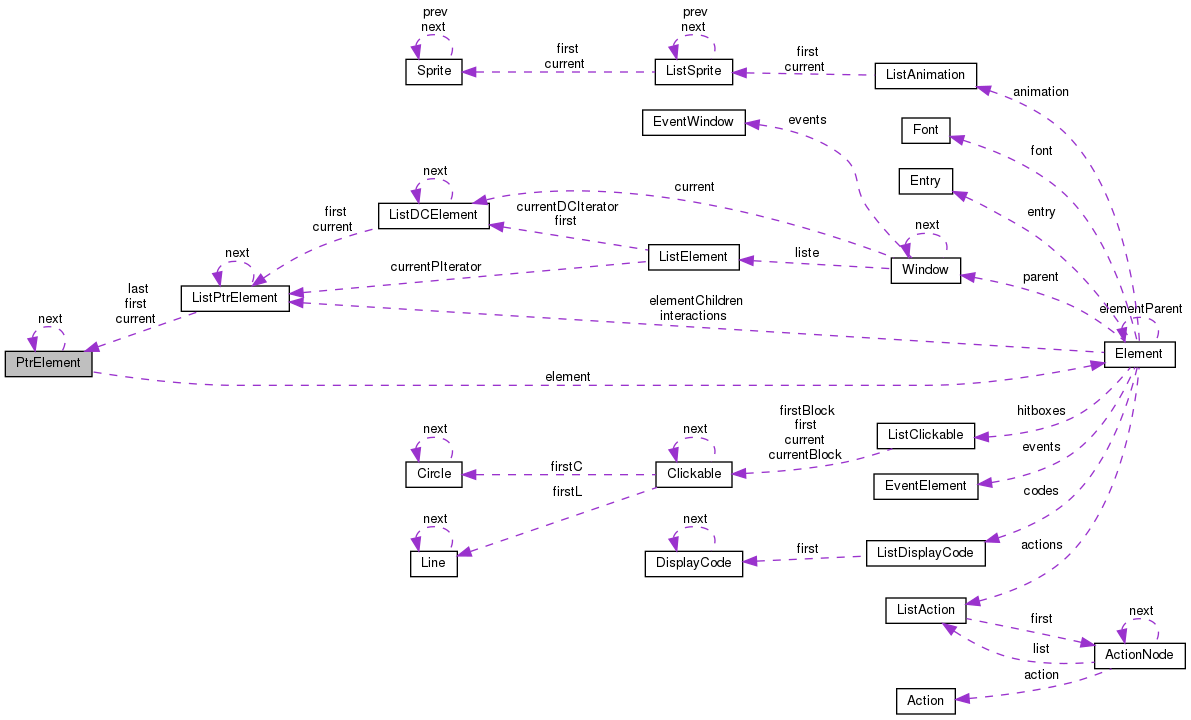 prev
next
Sprite
first
current
prev
next
ListSprite
first
current
ListAnimation
animation
EventWindow
events
Font
font
Entry
entry
next
ListDCElement
current
first
current
currentDCIterator
first
next
ListPtrElement
currentPIterator
ListElement
liste
next
Window
parent
elementParent
Element
last
first
current
elementChildren
interactions
next
PtrElement
element
next
Circle
firstC
firstL
next
Clickable
firstBlock
first
current
currentBlock
ListClickable
hitboxes
events
EventElement
codes
next
Line
next
DisplayCode
first
ListDisplayCode
actions
ListAction
first
next
list
ActionNode
action
Action